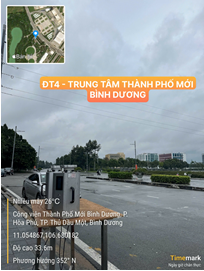 ĐT4 - TRUNG TÂM THÀNH PHỐ MỚI
BÌNH DƯƠNG
Nhiều mây 26°C
Công viên Thành Phố Mới Bình Dương, P.
Hòa Phú, TP. Thủ Dầu Một, Bình Dương
11.054867,106.680182
Độ cao 33.6m
Phương hướng 352° N
Timemark